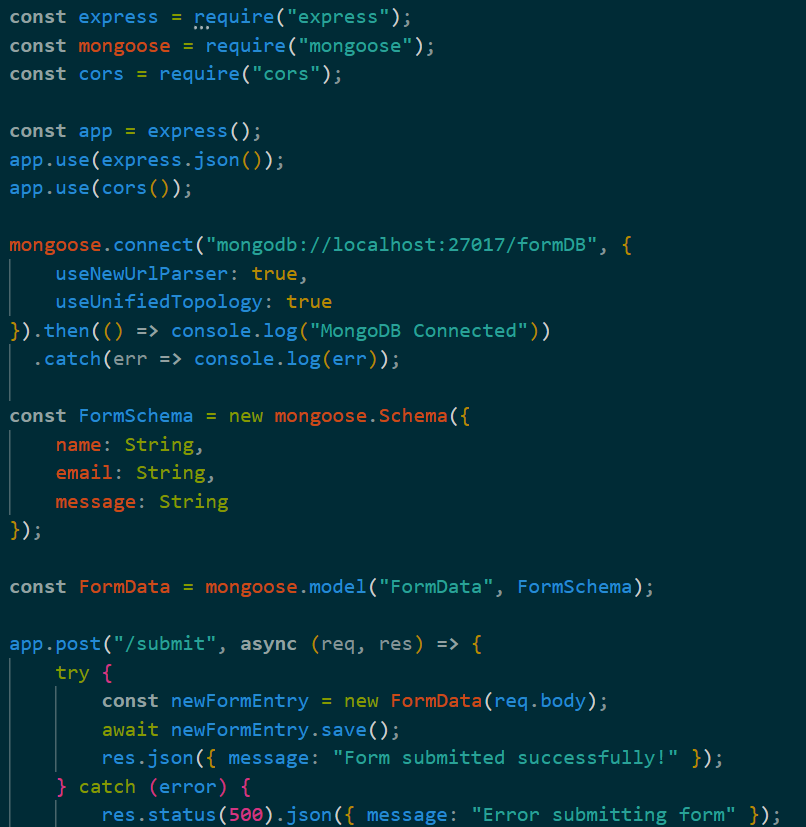 const express = require("express");
const mongoose = require("mongoose");
const cors = require("cors");

const app = express();
app.use(express.json());
app.use(cors());

mongoose.connect("mongodb://localhost:27017/formDB", {
    useNewUrlParser: true,
    useUnifiedTopology: true
}).then(() => console.log("MongoDB Connected"))
  .catch(err => console.log(err));

const FormSchema = new mongoose.Schema({
    name: String,
    email: String,
    message: String
});

const FormData = mongoose.model("FormData", FormSchema);

app.post("/submit", async (req, res) => {
    try {
        const newFormEntry = new FormData(req.body);
        await newFormEntry.save();
        res.json({ message: "Form submitted successfully!" });
    } catch (error) {
        res.status(500).json({ message: "Error submitting form" });